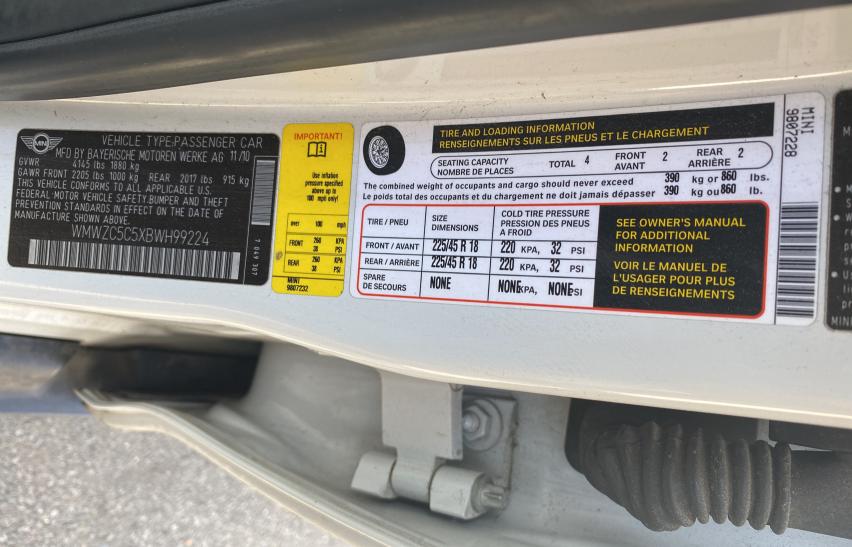 MINI
VEHICLE TYPE:PASSENGER CAR
MFD BY BAYERISCHE MOTOREN WERKE AG 11/10
GVWR 4145 lbs 1880 kg
GAWR FRONT 2205 lbs 1000 kg REAR 2017 lbs 915 kg
THIS VEHICLE CONFORMS TO ALL APPLICABLE U.S.
FEDERAL MOTOR VEHICLE SAFETY,BUMPER AND THEFT
PREVENTION STANDARDS IN EFFECT ON THE DATE OF
MANUFACTURE SHOWN ABOVE.
WMWZC5C5XBWH99224
7 049 307
IMPORTANT!
Use inflation
pressure specified
above up to
100 mph only!
over 100 mph
FRONT 260 KPA
38 PSI
REAR 260 KPA
38 PSI
MINI
9807232
TIRE AND LOADING INFORMATION
RENSEIGNEMENTS SUR LES PNEUS ET LE CHARGEMENT
SEATING CAPACITY
NOMBRE DE PLACES
TOTAL 4
FRONT
AVANT 2
REAR
ARRIÈRE 2
The combined weight of occupants and cargo should never exceed 390 kg or 860 lbs.
Le poids total des occupants et du chargement ne doit jamais dépasser 390 kg ou 860 lb.
TIRE / PNEU
SIZE
DIMENSIONS
COLD TIRE PRESSURE
PRESSION DES PNEUS
A FROID
FRONT / AVANT 225/45 R 18 220 KPA, 32 PSI
REAR / ARRIÈRE 225/45 R 18 220 KPA, 32 PSI
SPARE
DE SECOURS NONE NONE KPA, NONE PSI
SEE OWNER'S MANUAL
FOR ADDITIONAL
INFORMATION
VOIR LE MANUEL DE
L'USAGER POUR PLUS
DE RENSEIGNEMENTS
MINI
9807228